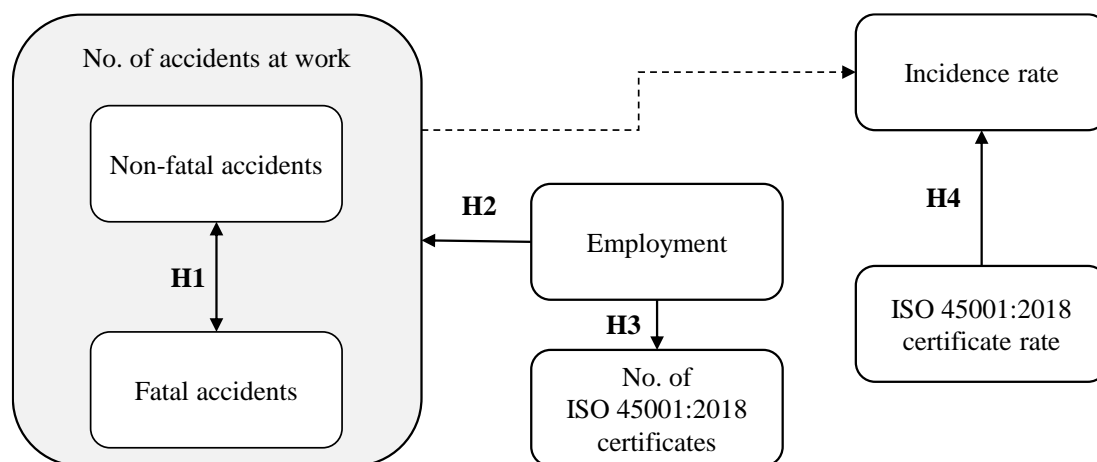 No. of accidents at work
Non-fatal accidents
H1
Fatal accidents
H2
Employment
H3
No. of
ISO 45001:2018
certificates
Incidence rate
H4
ISO 45001:2018
certificate rate